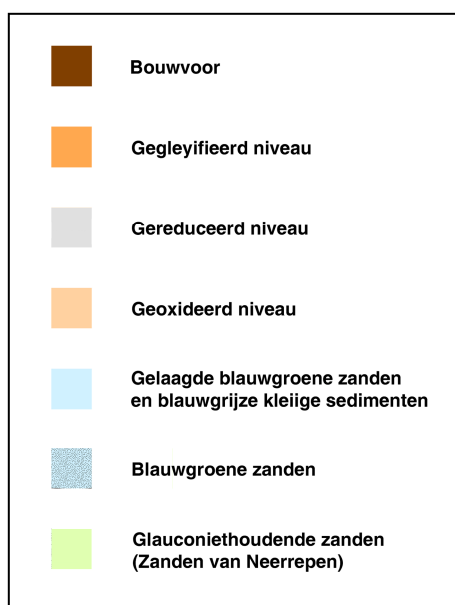 Bouwvoor
Gegleyifieerd niveau
Gereduceerd niveau
Geoxideerd niveau
Gelaagde blauwgroene zanden
en blauwgrijze kleiige sedimenten
Blauwgroene zanden
Glauconiethoudende zanden
(Zanden van Neerrepen)